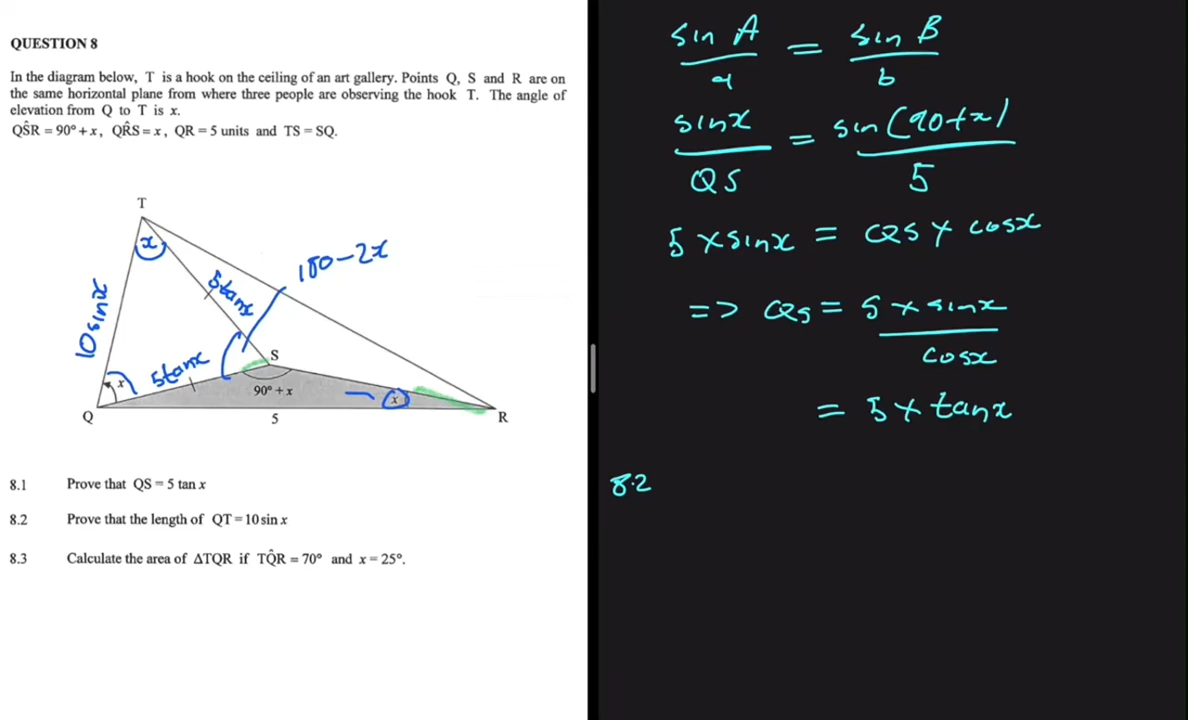 QUESTION 8
In the diagram below, T is a hook on the ceiling of an art gallery. Points Q, S and R are on
the same horizontal plane from where three people are observing the hook T. The angle of
elevation from Q to T is x.
QŜR = 90° + x, QR̂S = x, QR = 5 units and TS = SQ.
T
x
180-2x
5tanx
10sinx
S
5tanx
x
90° + x
x
Q
5
R
8.1 Prove that QS = 5 tan x
8.2 Prove that the length of QT = 10 sin x
8.3 Calculate the area of ΔTQR if TQ̂R = 70° and x = 25°.
sin A / a = sin B / b
sinx / QS = sin(90+x) / 5
5 × sinx = QS × cosx
=> QS = 5 × sinx / cosx
= 5 × tanx
8.2